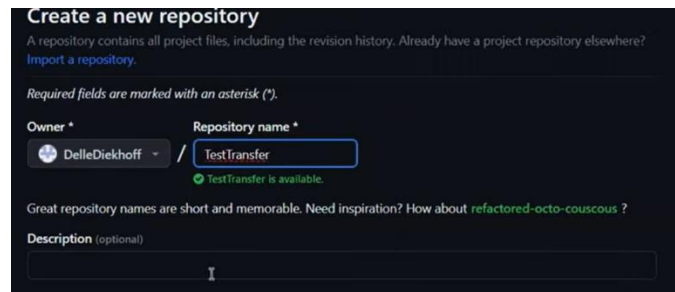 Create a new repository
A repository contains all project files, including the revision history. Already have a project repository elsewhere?
Import a repository.
Required fields are marked with an asterisk (*).
Owner * Repository name *
DelleDiekhoff / TestTransfer
TestTransfer is available.
Great repository names are short and memorable. Need inspiration? How about refactored-octo-couscous ?
Description (optional)